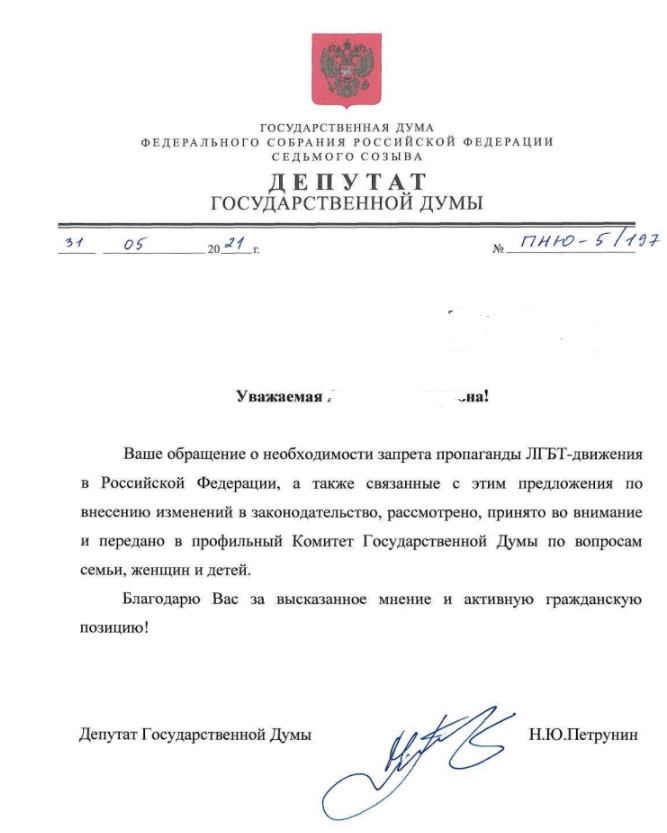 ГОСУДАРСТВЕННАЯ ДУМА
ФЕДЕРАЛЬНОГО СОБРАНИЯ РОССИЙСКОЙ ФЕДЕРАЦИИ
СЕДЬМОГО СОЗЫВА
ДЕПУТАТ
ГОСУДАРСТВЕННОЙ ДУМЫ
31 05 2021 г. № ПНЮ-5/197
Уважаемая на!
Ваше обращение о необходимости запрета пропаганды ЛГБТ-движения
в Российской Федерации, а также связанные с этим предложения по
внесению изменений в законодательство, рассмотрено, принято во внимание
и передано в профильный Комитет Государственной Думы по вопросам
семьи, женщин и детей.
Благодарю Вас за высказанное мнение и активную гражданскую
позицию!
Депутат Государственной Думы Н.Ю.Петрунин